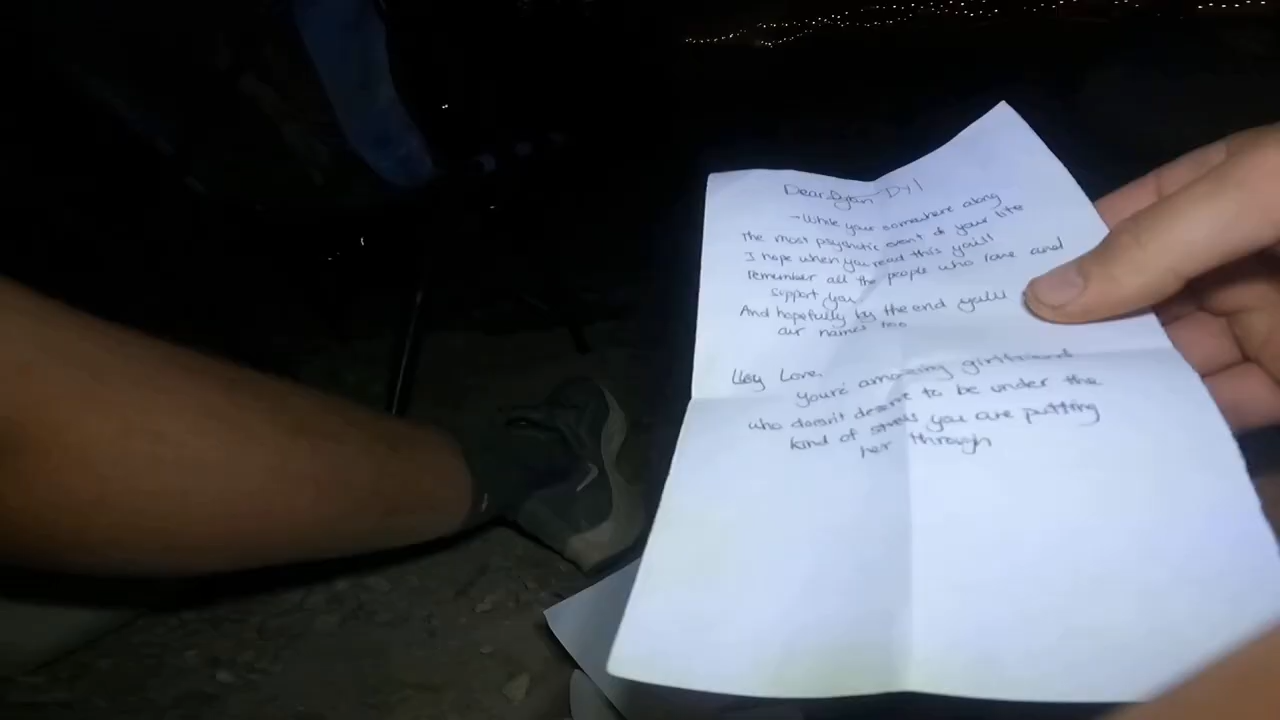 Dear Dylan Dyl
- While your somewhere along
the most psychotic event of your life
I hope when you read this you'll
remember all the people who love and
support you
And hopefully by the end you'll
our names too
Hey Love,
youre amazing girlfriend
who doesn't deserve to be under the
kind of stress you are putting
her through